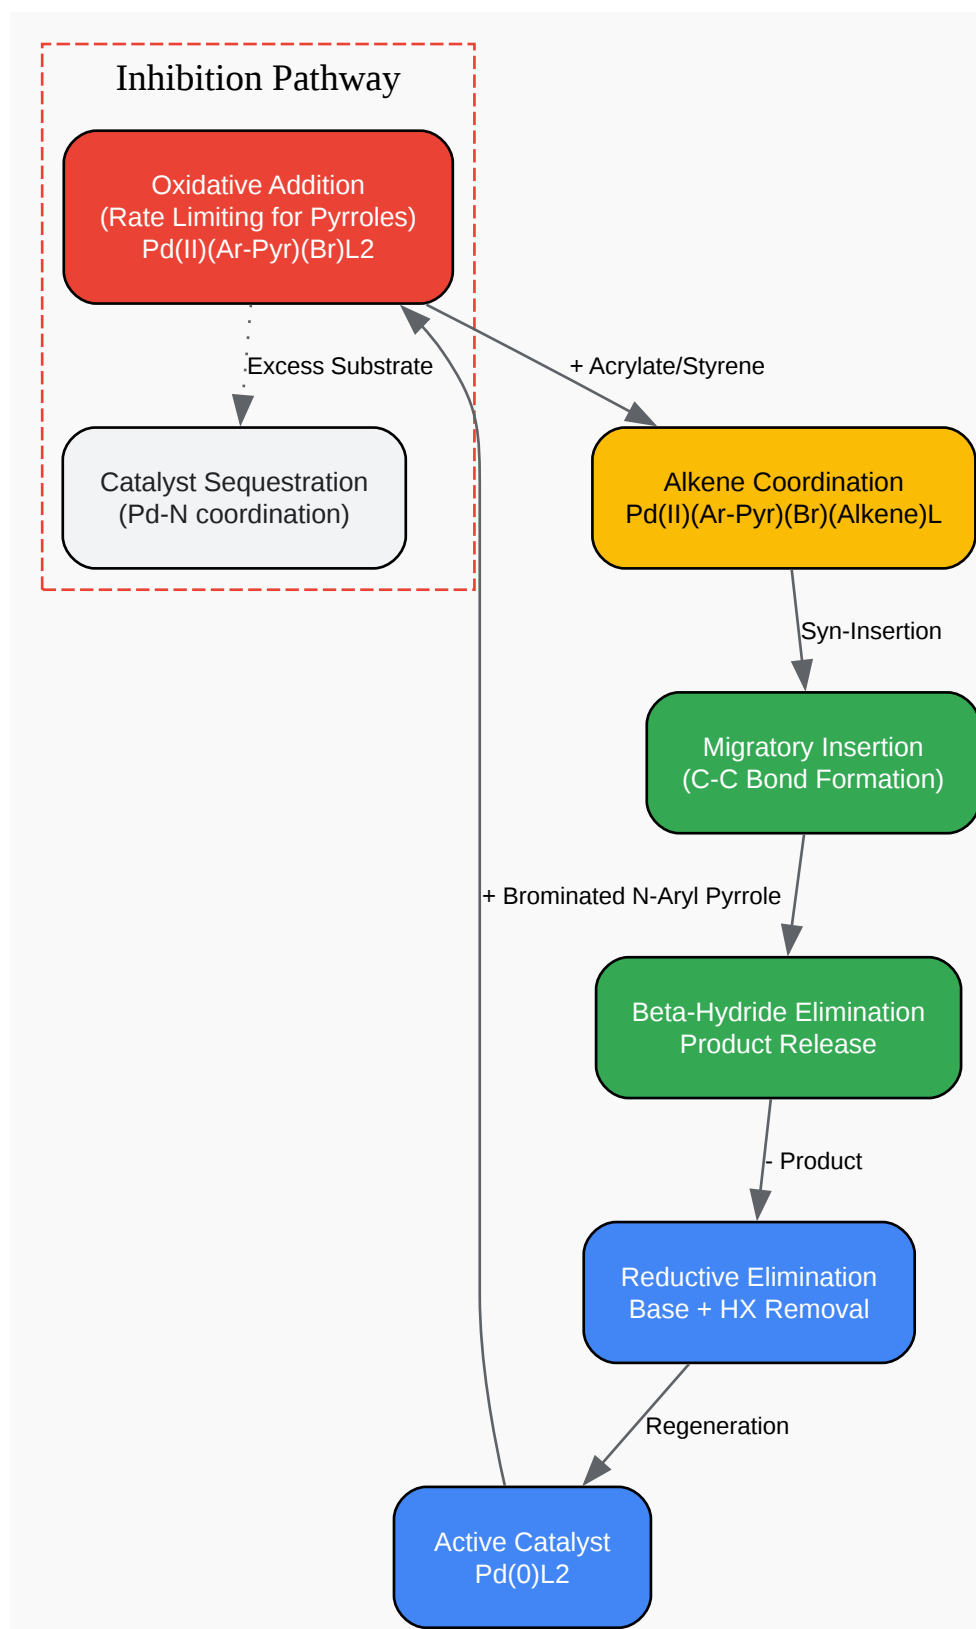 Inhibition Pathway
Oxidative Addition
(Rate Limiting for Pyrroles)
Pd(II)(Ar-Pyr)(Br)L2
Excess Substrate
+ Acrylate/Styrene
Catalyst Sequestration
(Pd-N coordination)
Alkene Coordination
Pd(II)(Ar-Pyr)(Br)(Alkene)L
Syn-Insertion
Migratory Insertion
(C-C Bond Formation)
+ Brominated N-Aryl Pyrrole
Beta-Hydride Elimination
Product Release
- Product
Reductive Elimination
Base + HX Removal
Regeneration
Active Catalyst
Pd(0)L2